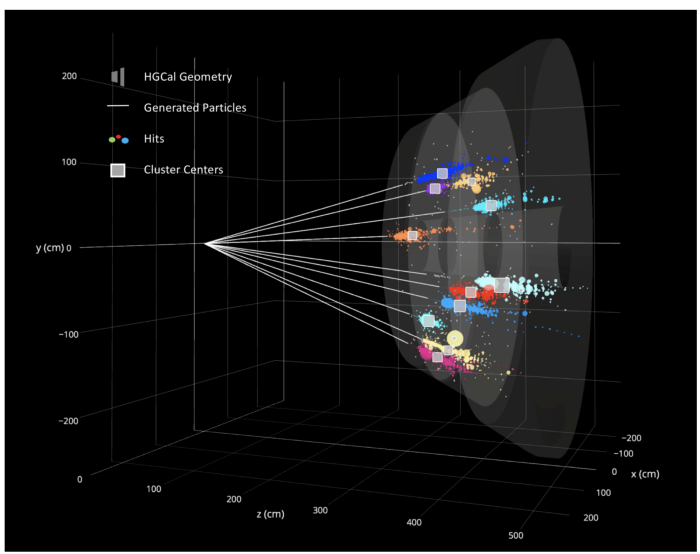 HGCal Geometry
Generated Particles
Hits
Cluster Centers
200
100
y (cm) 0
−100
−200
0
100
200
z (cm)
300
400
500
−200
−100
0
x (cm)
100
200